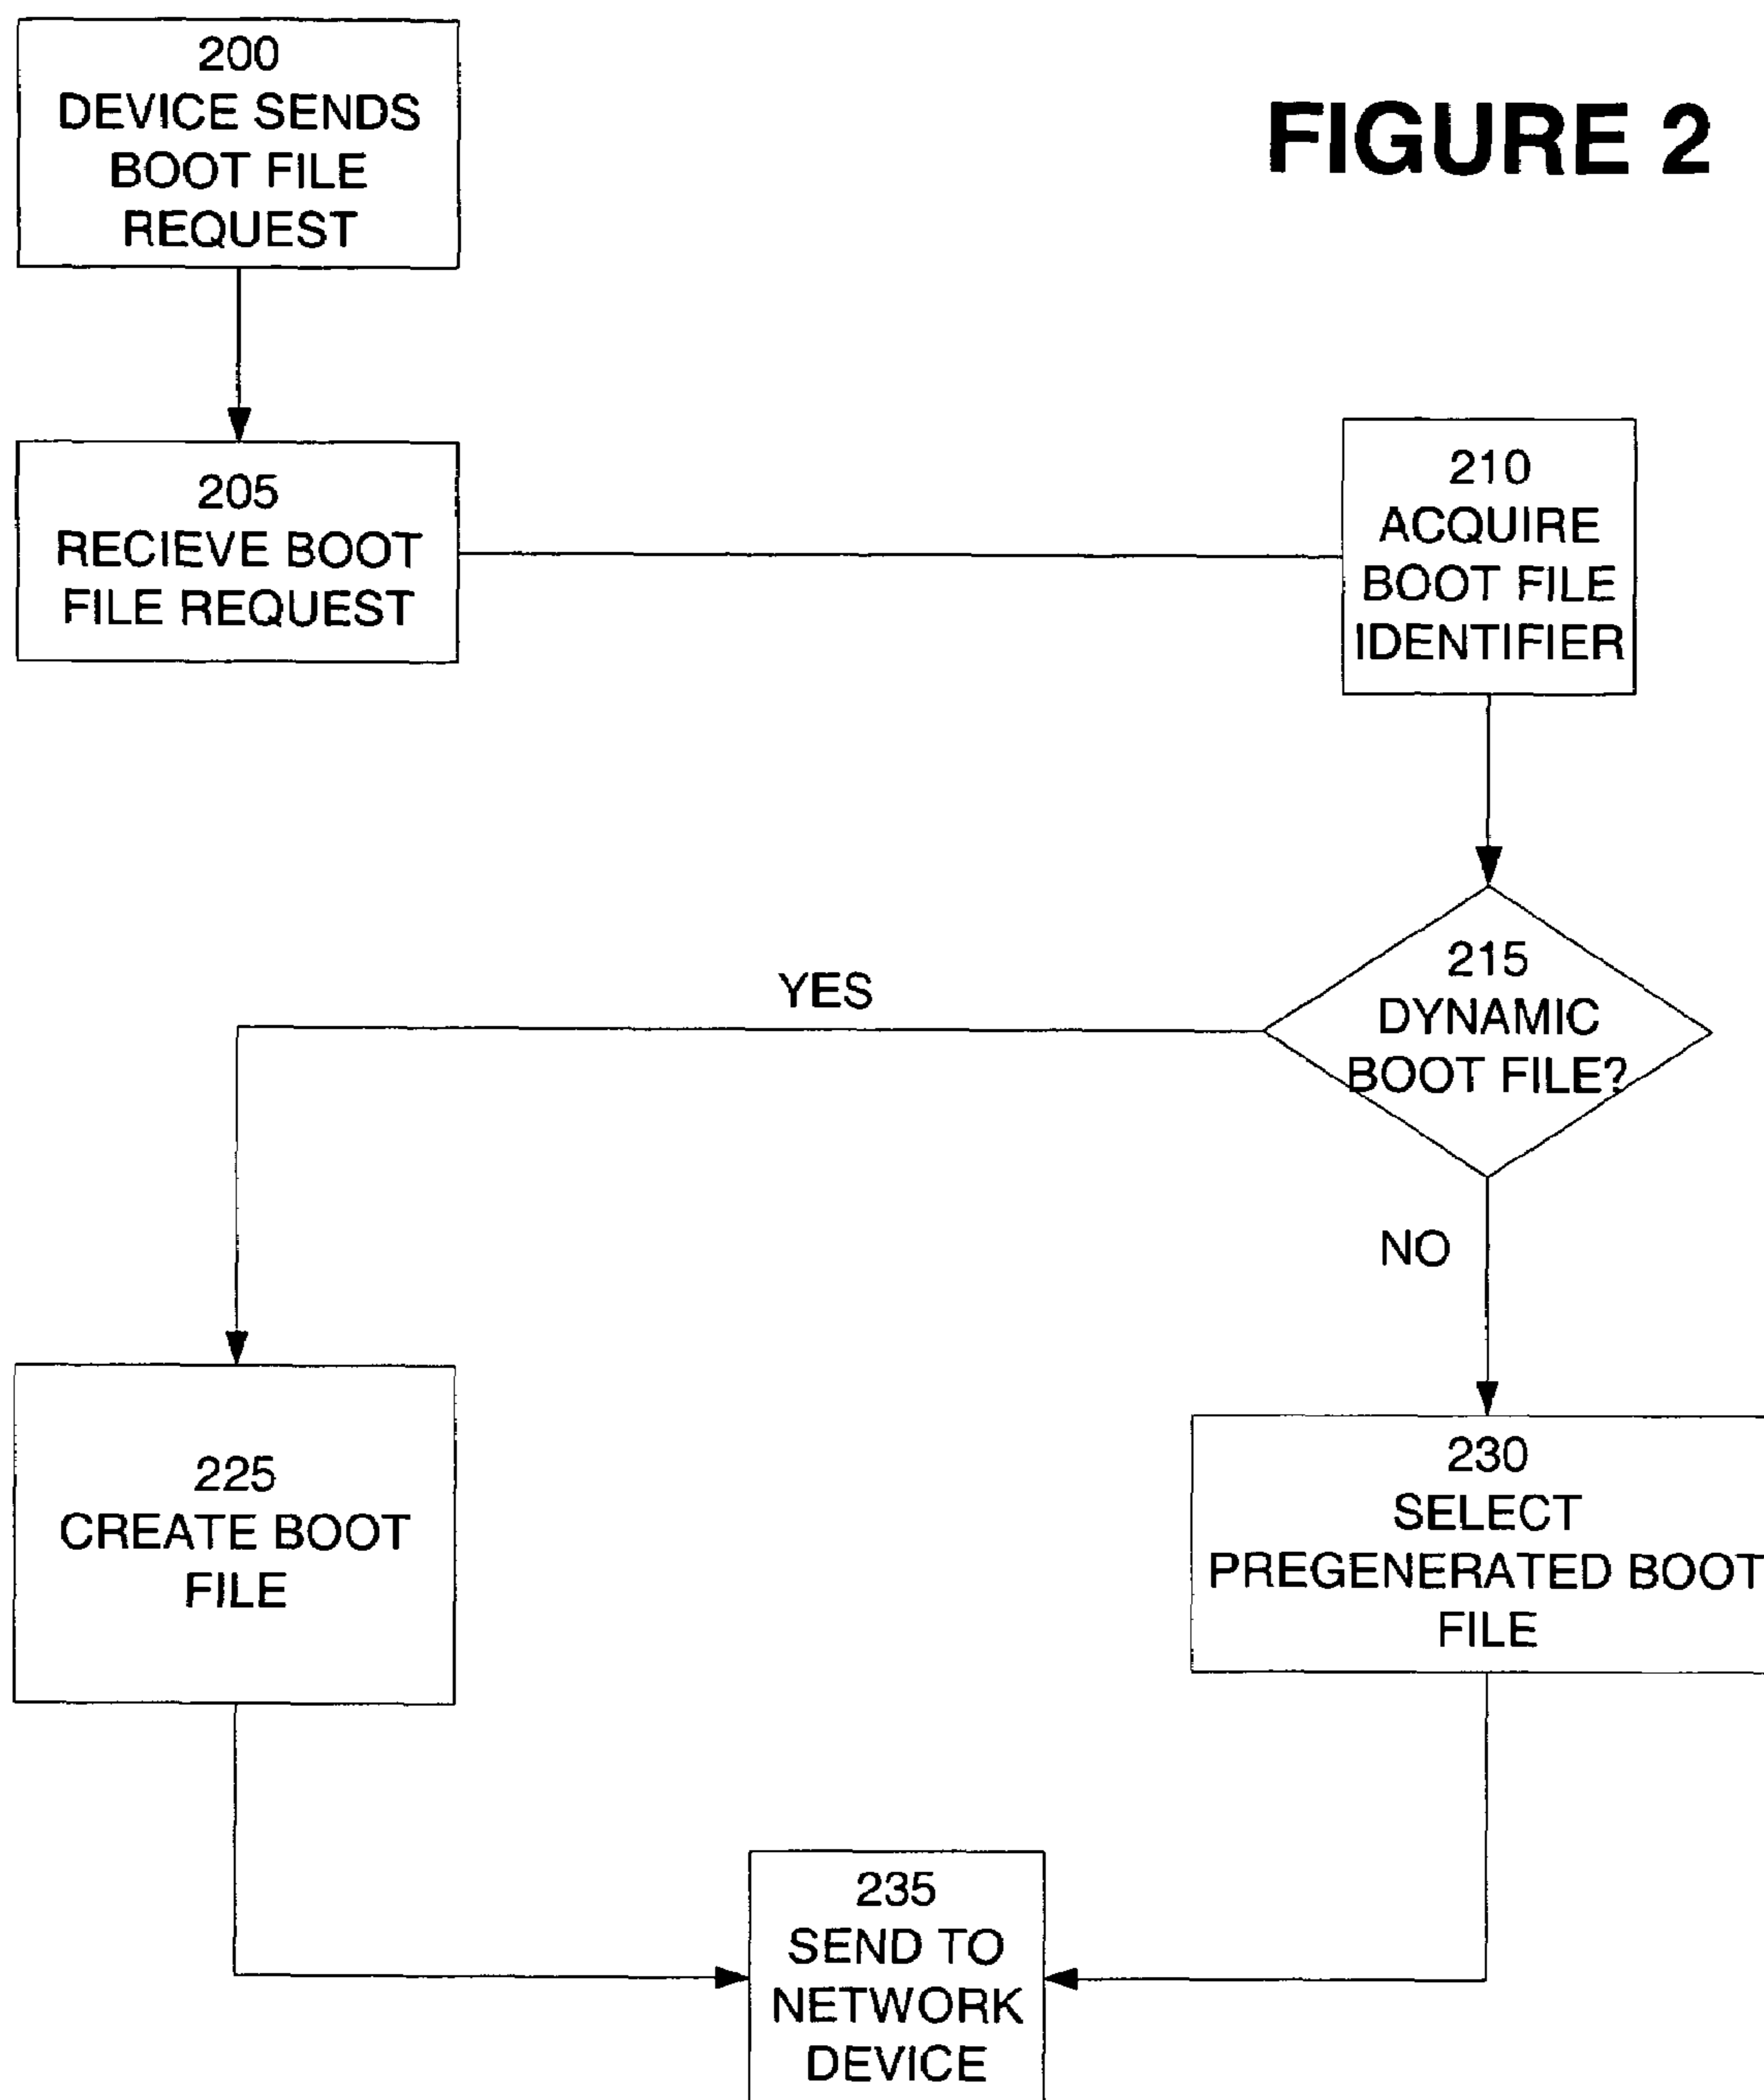 200
DEVICE SENDS
BOOT FILE
REQUEST
FIGURE 2
205
RECIEVE BOOT
FILE REQUEST
210
ACQUIRE
BOOT FILE
IDENTIFIER
215
DYNAMIC
BOOT FILE?
YES
NO
225
CREATE BOOT
FILE
230
SELECT
PREGENERATED BOOT
FILE
235
SEND TO
NETWORK
DEVICE